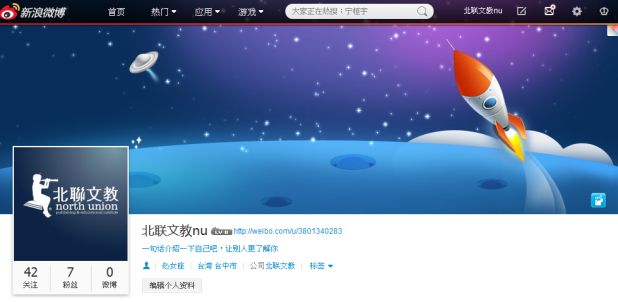 新浪微博 首页 热门 应用 游戏 大家正在热搜：宁桓宇 北联文教nu
北聯文教
north union
publishing & educational institute
北联文教nu http://weibo.com/u/3801340283
一句话介绍一下自己吧，让别人更了解你
处女座 台湾 台中市 公司 北联文教 标签
42 7 0
关注 粉丝 微博
编辑个人资料